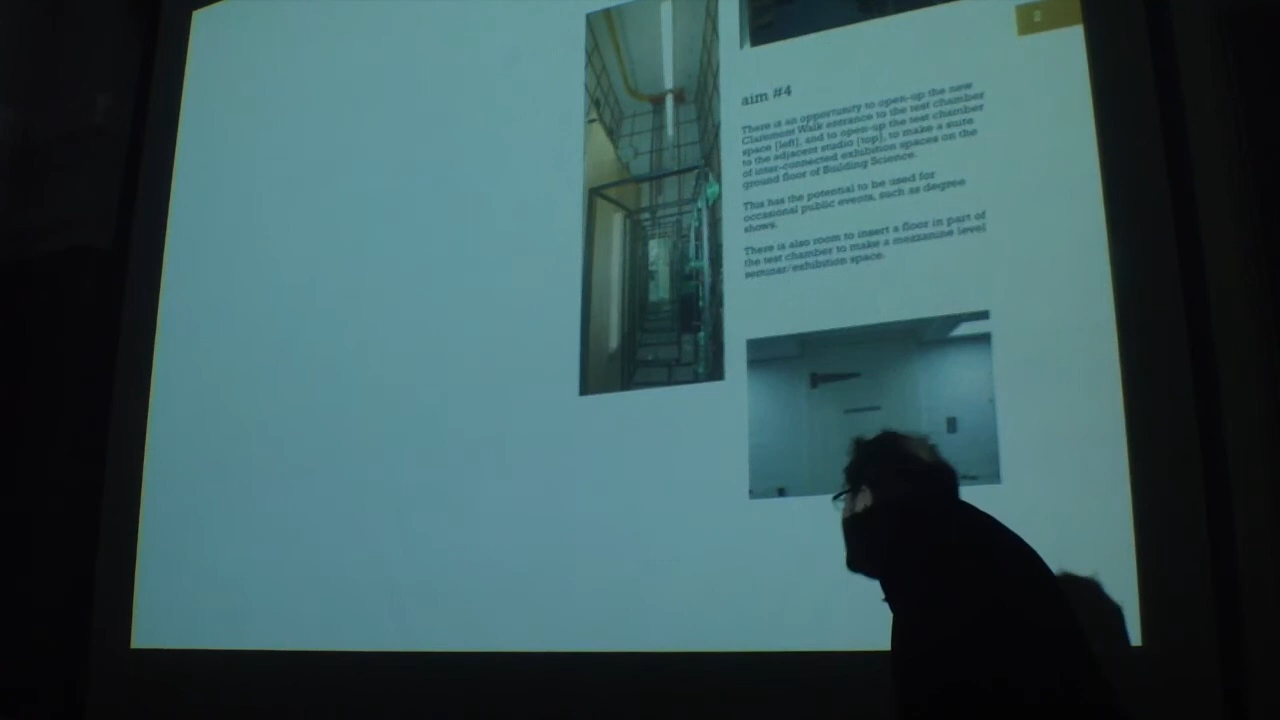 aim #4
There is an opportunity to open-up the new
Claremont Walk entrance to the test chamber
space [left], and to open-up the test chamber
to the adjacent studio [top], to make a suite
of inter-connected exhibition spaces on the
ground floor of Building Science.
This has the potential to be used for
occasional public events, such as degree
shows.
There is also room to insert a floor in part of
the test chamber to make a mezzanine level
seminar/exhibition space.